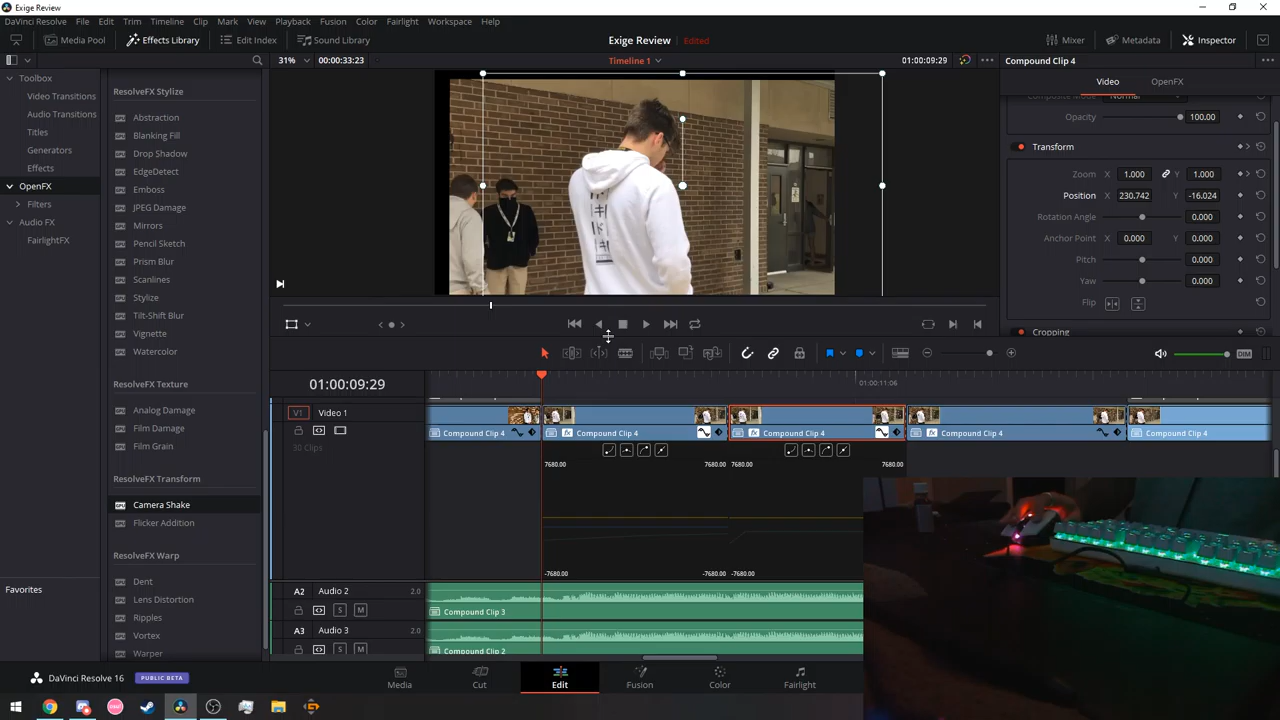 Exige Review
DaVinci Resolve File Edit Trim Timeline Clip Mark View Playback Fusion Color Fairlight Workspace Help
Media Pool Effects Library Edit Index Sound Library Exige Review Edited Mixer Metadata Inspector
31% 00:00:33:23 Timeline 1 01:00:09:29 Compound Clip 4
Video OpenFX
Toolbox
Video Transitions
Audio Transitions
Titles
Generators
Effects
OpenFX
Filters
Audio FX
FairlightFX
Favorites
ResolveFX Stylize
Abstraction
Blanking Fill
Drop Shadow
EdgeDetect
Emboss
JPEG Damage
Mirrors
Pencil Sketch
Prism Blur
Scanlines
Stylize
Tilt-Shift Blur
Vignette
Watercolor
ResolveFX Texture
Analog Damage
Film Damage
Film Grain
ResolveFX Transform
Camera Shake
Flicker Addition
ResolveFX Warp
Dent
Lens Distortion
Ripples
Vortex
Warper
Composite Mode Normal
Opacity 100.00
Transform
Zoom X 1.000 Y 1.000
Position X 230.742 Y -16.024
Rotation Angle 0.000
Anchor Point X 0.000 Y 0.000
Pitch 0.000
Yaw 0.000
Flip
Cropping
DIM
01:00:09:29 01:00:11:06
V1 Video 1
30 Clips
Compound Clip 4 Compound Clip 4 Compound Clip 4 Compound Clip 4 Compound Clip 4
7680.00 7680.00 7680.00 7680.00
-7680.00 -7680.00 -7680.00
A2 Audio 2 2.0
S M Compound Clip 3
A3 Audio 3 2.0
S M Compound Clip 2
DaVinci Resolve 16 PUBLIC BETA
Media Cut Edit Fusion Color Fairlight